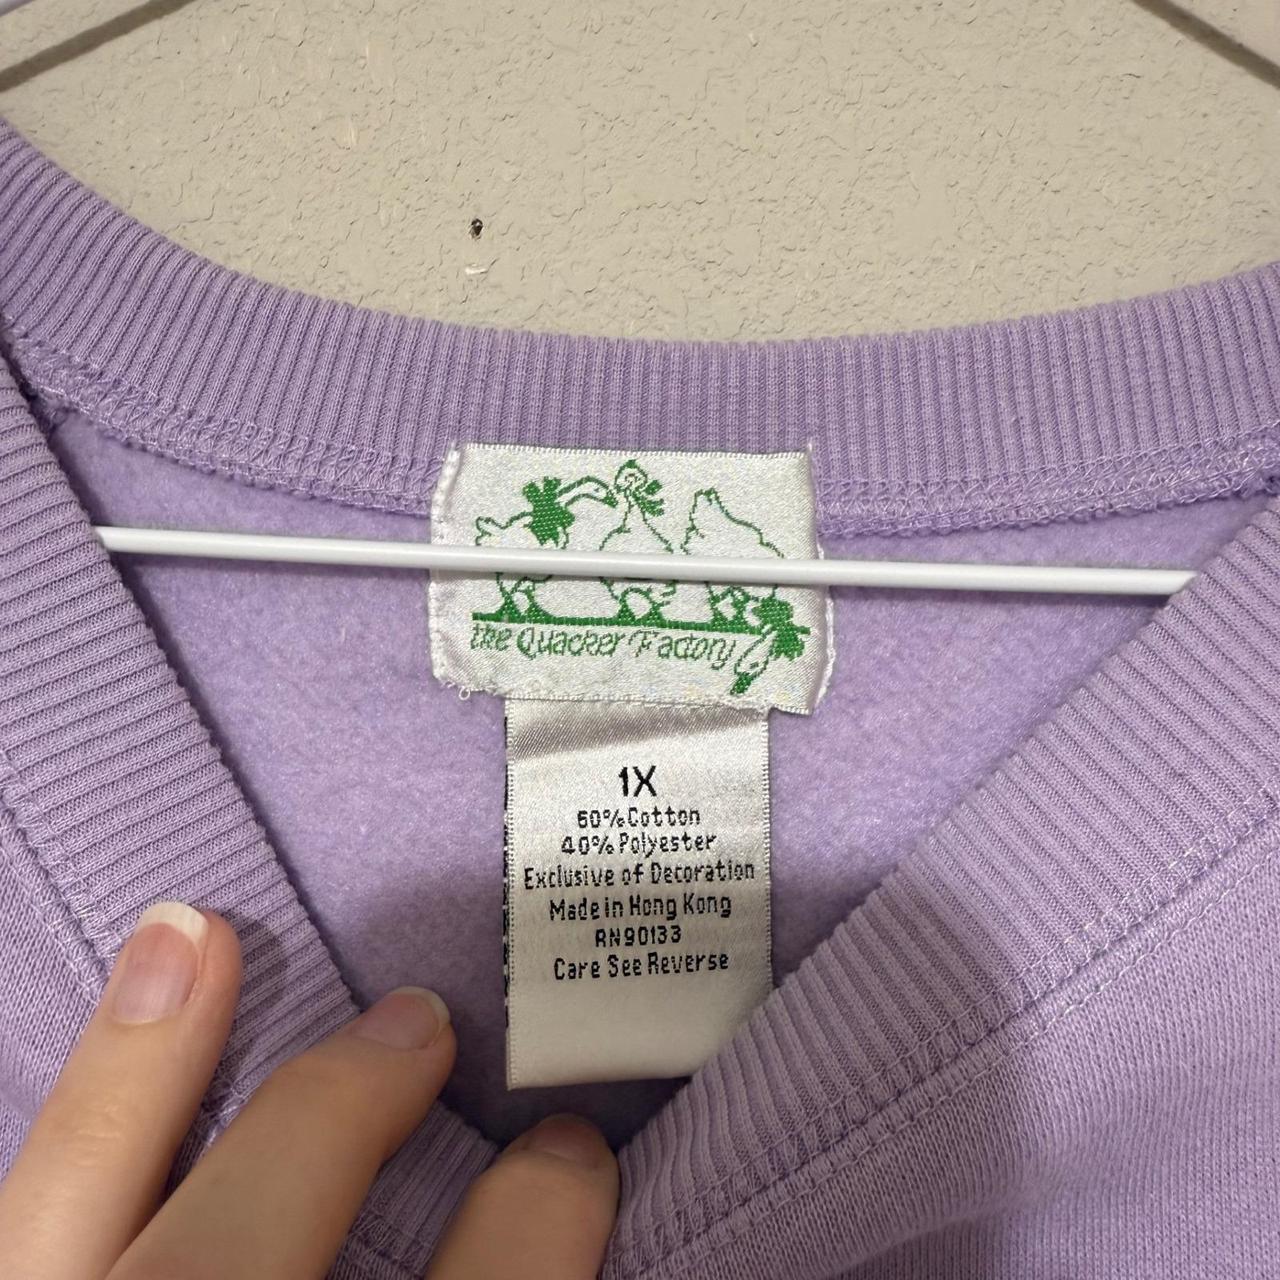 the Quacker Factory
1X
60% Cotton
40% Polyester
Exclusive of Decoration
Made in Hong Kong
RN90133
Care See Reverse